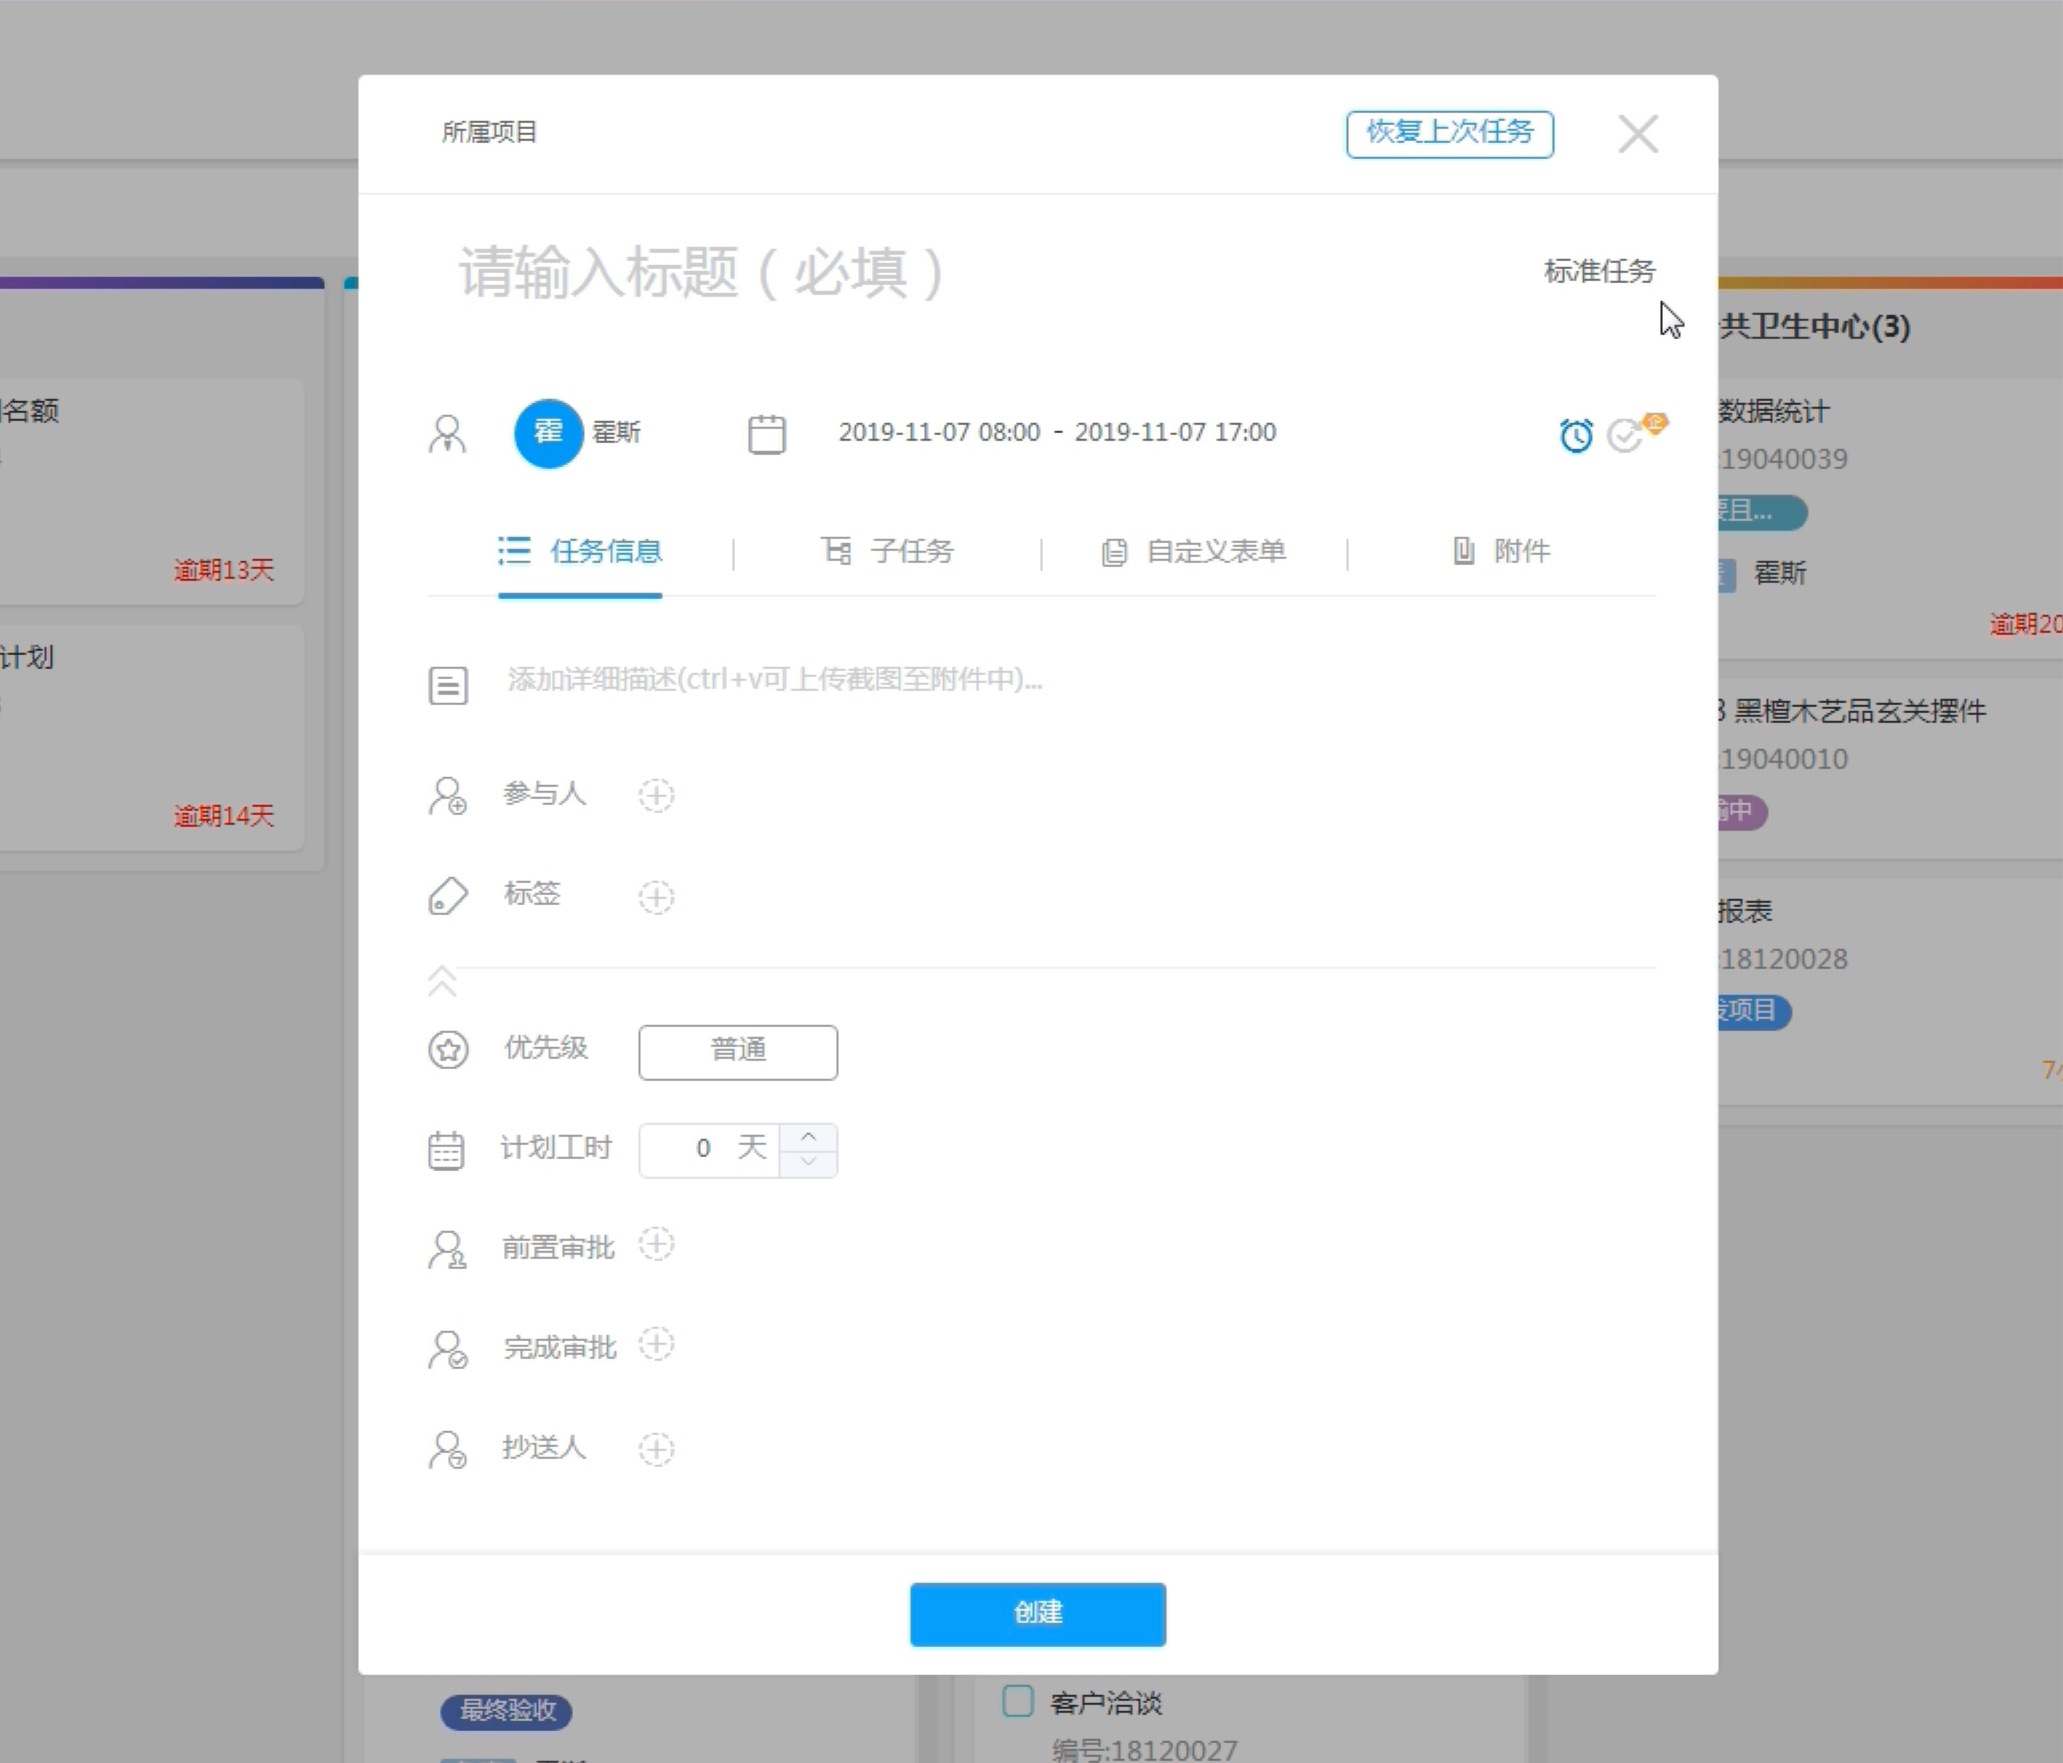 所属项目
恢复上次任务
请输入标题（必填）
标准任务
霍
霍斯
2019-11-07 08:00 - 2019-11-07 17:00
企
任务信息
子任务
自定义表单
附件
添加详细描述(ctrl+v可上传截图至附件中)...
参与人
标签
优先级
普通
计划工时
0 天
前置审批
完成审批
抄送人
创建
名额
逾期13天
计划
逾期14天
共卫生中心(3)
数据统计
:19040039
且...
霍斯
逾期20
黑檀木艺品玄关摆件
:19040010
中
报表
:18120028
项目
7
最终验收
客户洽谈
编号:18120027